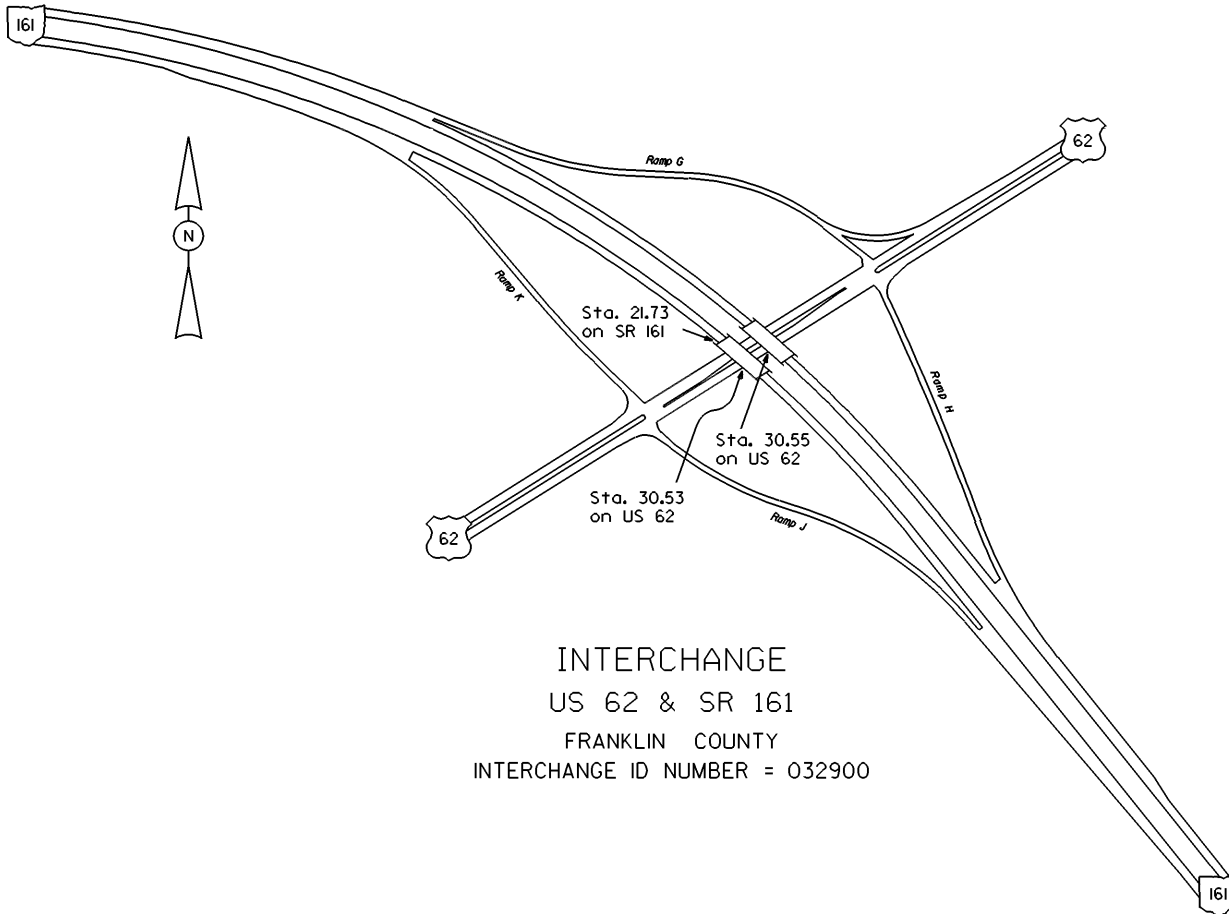 161
62
Ramp G
N
Ramp K
Sta. 21.73
on SR 161
Ramp H
Sta. 30.55
on US 62
Sta. 30.53
on US 62
Ramp J
62
INTERCHANGE
US 62 & SR 161
FRANKLIN COUNTY
INTERCHANGE ID NUMBER = 032900
161